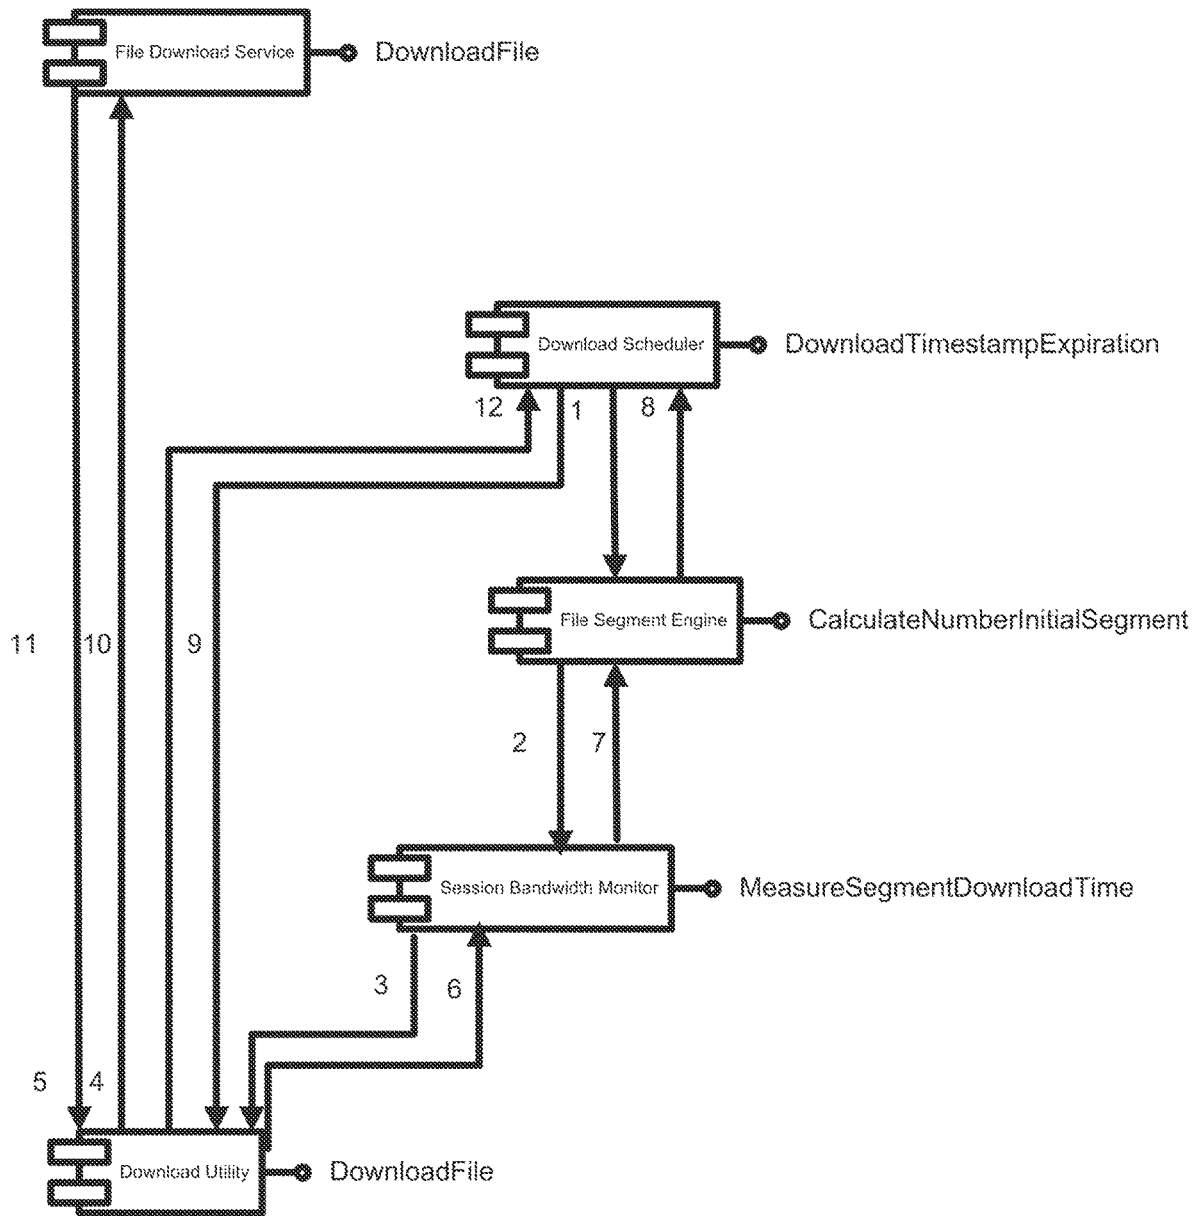 File Download Service
DownloadFile
Download Scheduler
DownloadTimestampExpiration
12
1
8
File Segment Engine
CalculateNumberInitialSegment
11
10
9
2
7
Session Bandwidth Monitor
MeasureSegmentDownloadTime
3
6
5
4
Download Utility
DownloadFile